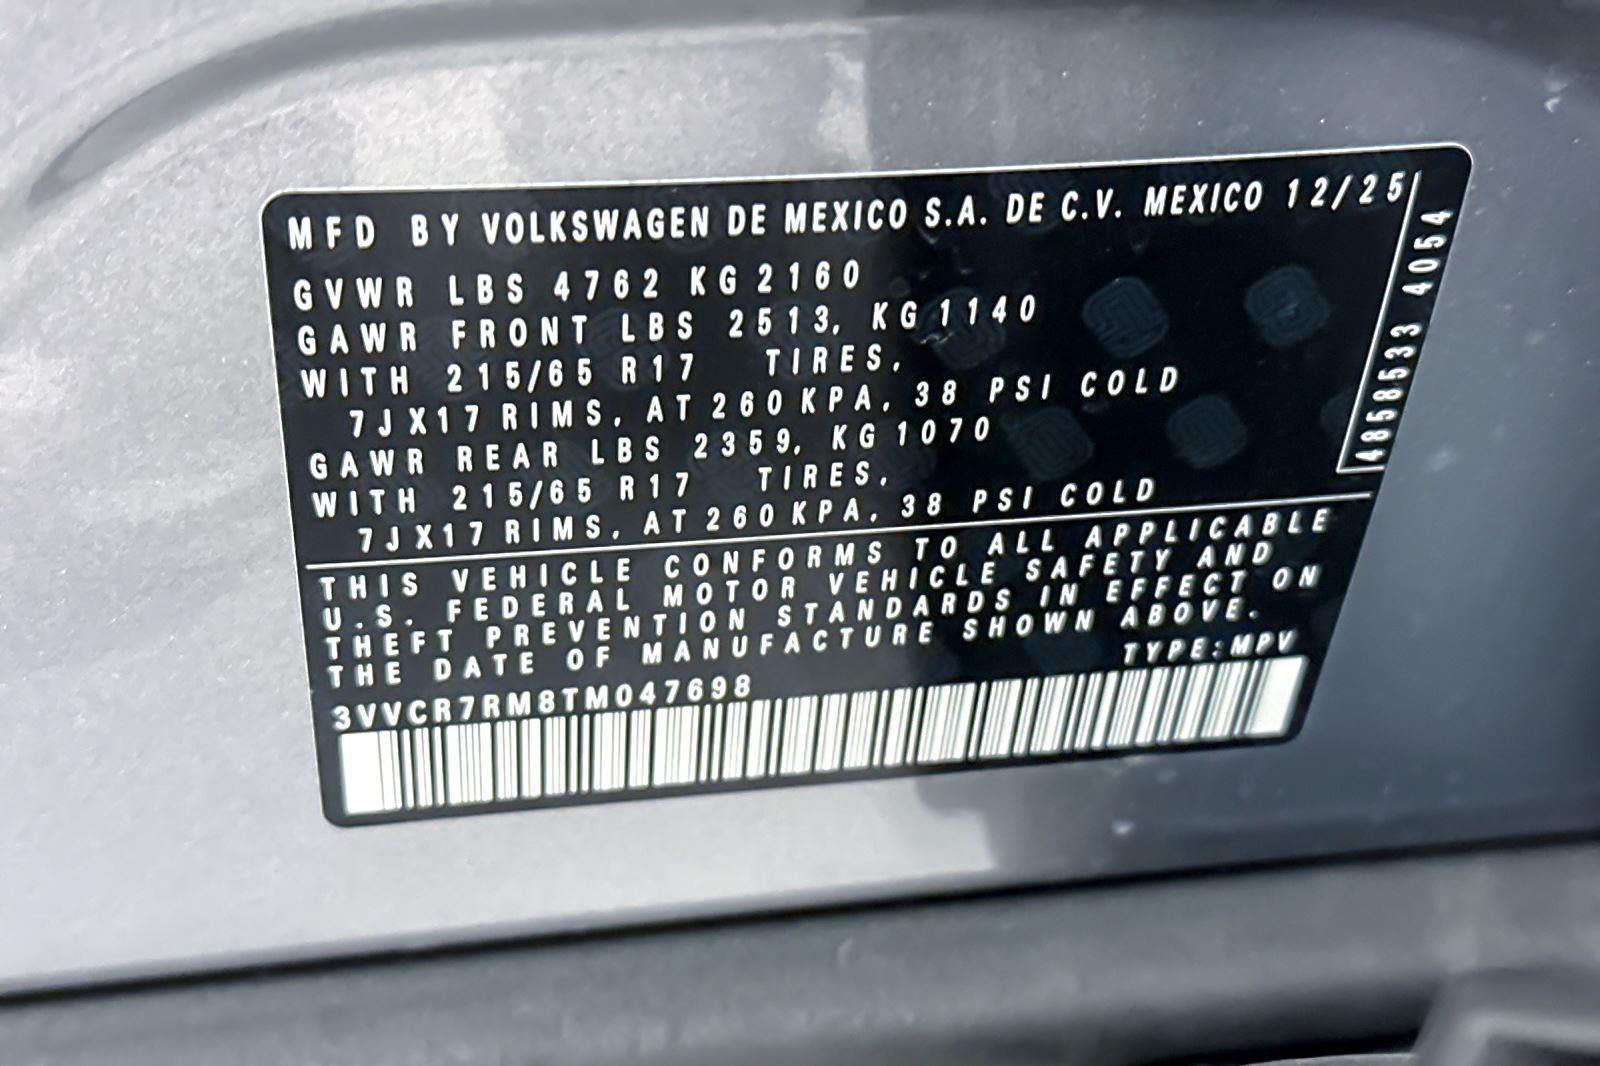 MFD BY VOLKSWAGEN DE MEXICO S.A. DE C.V. MEXICO 12/25
GVWR LBS 4762 KG 2160
GAWR FRONT LBS 2513, KG 1140
WITH 215/65 R17 TIRES,
7JX17 RIMS, AT 260 KPA, 38 PSI COLD
GAWR REAR LBS 2359, KG 1070
WITH 215/65 R17 TIRES,
7JX17 RIMS, AT 260 KPA, 38 PSI COLD
4858533 4054
THIS VEHICLE CONFORMS TO ALL APPLICABLE
U.S. FEDERAL MOTOR VEHICLE SAFETY AND
THEFT PREVENTION STANDARDS IN EFFECT ON
THE DATE OF MANUFACTURE SHOWN ABOVE.
TYPE: MPV
3VVCR7RM8TM047698